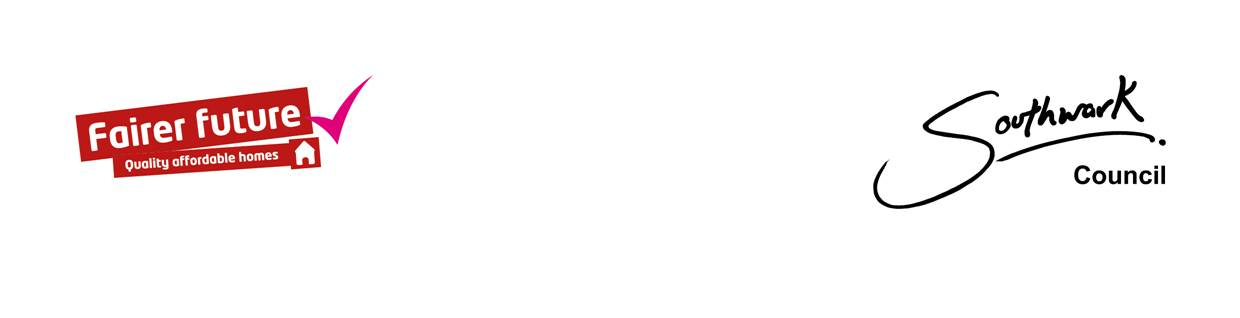 Fairer future
Quality affordable homes
Southwark
Council